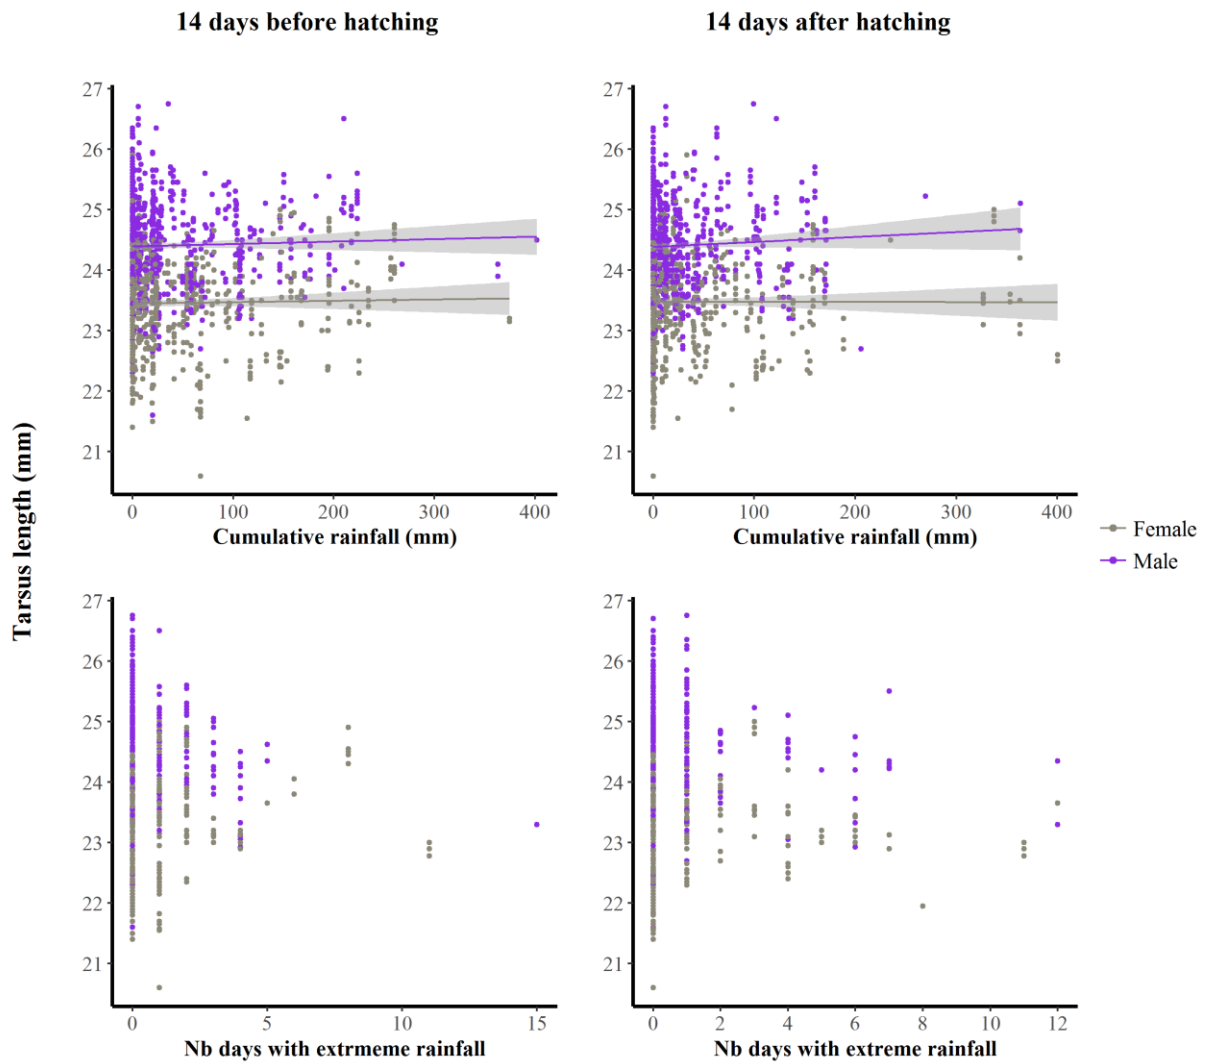 14 days before hatching
14 days after hatching
Tarsus length (mm)
27
26
25
24
23
22
21
0 100 200 300 400
Cumulative rainfall (mm)
27
26
25
24
23
22
21
0 100 200 300 400
Cumulative rainfall (mm)
Female
Male
27
26
25
24
23
22
21
0 5 10 15
Nb days with extrmeme rainfall
27
26
25
24
23
22
21
0 2 4 6 8 10 12
Nb days with extreme rainfall